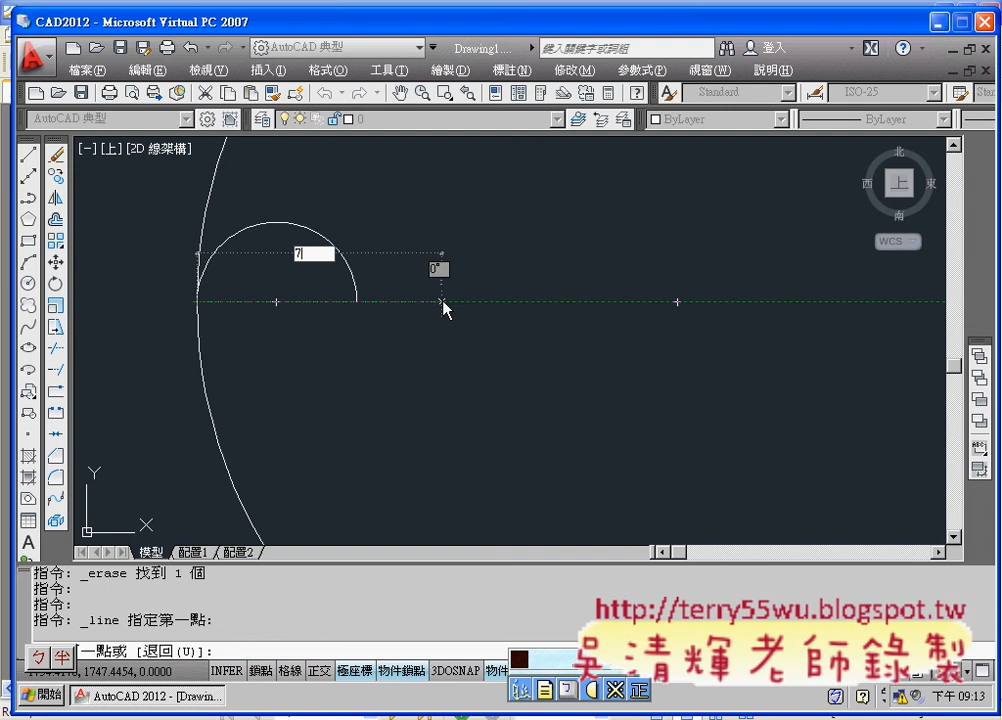 CAD2012 - Microsoft Virtual PC 2007
AutoCAD 典型
Drawing1....
鍵入關鍵字或詞組
登入
檔案(F) 編輯(E) 檢視(V) 插入(I) 格式(O) 工具(T) 繪製(D) 標註(N) 修改(M) 參數式(P) 視窗(W) 說明(H)
Standard
ISO-25
AutoCAD 典型
0
ByLayer
ByLayer
[-][上][2D 線架構]
北
西 上 東
南
WCS
7
0°
Y
X
模型 配置1 配置2
指令: _erase 找到 1 個
指令:
指令:
指令: _line 指定第一點:
http://terry55wu.blogspot.tw
吳清輝老師錄製
一點或 [退回(U)]:
ㄅ 半
1747.4454, 0.0000
INFER 鎖點 格線 正交 極座標 物件鎖點 3DOSNAP 物件
開始
AutoCAD 2012 - [Drawin...
下午 09:13